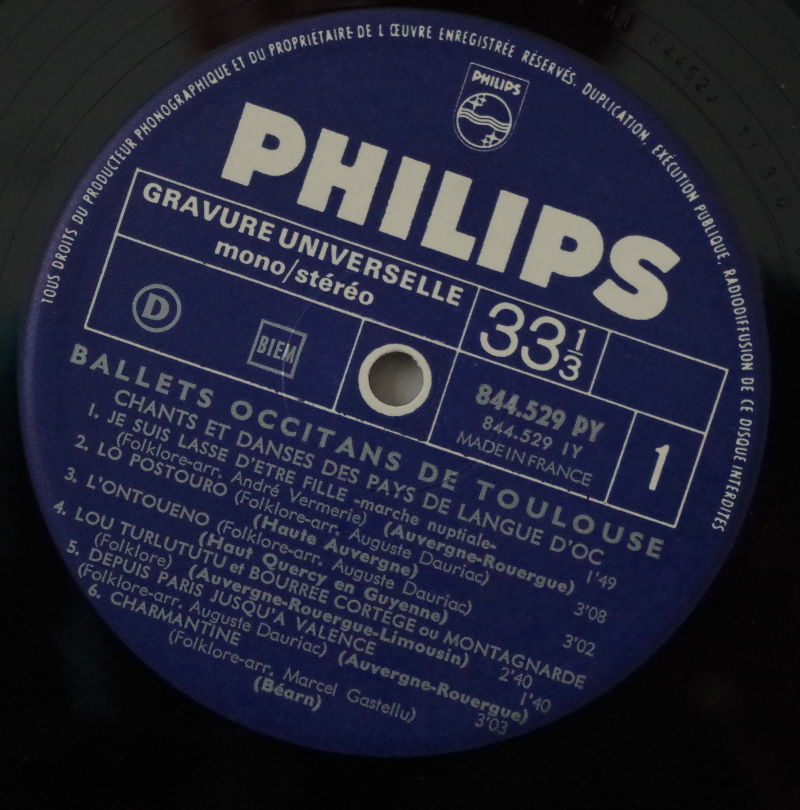 TOUS DROITS DU PRODUCTEUR PHONOGRAPHIQUE ET DU PROPRIÉTAIRE DE L ŒUVRE ENREGISTRÉE RÉSERVÉS. DUPLICATION, EXÉCUTION PUBLIQUE, RADIODIFFUSION DE CE DISQUE INTERDITES
PHILIPS
PHILIPS
GRAVURE UNIVERSELLE
mono/stéréo
33 1/3
D
BIEM
844.529 PY
844.529 IY
MADE IN FRANCE
1
BALLETS OCCITANS DE TOULOUSE
CHANTS ET DANSES DES PAYS DE LANGUE D'OC
1. JE SUIS LASSE D'ETRE FILLE -marche nuptiale-
(Folklore-arr. André Vermerie) (Auvergne-Rouergue) 1'49
2. LO POSTOURO (Folklore-arr. Auguste Dauriac)
(Haute Auvergne) 3'08
3. L'ONTOUENO (Folklore-arr. Auguste Dauriac)
(Haut Quercy en Guyenne) 3'02
4. LOU TURLUTUTU et BOURRÉE CORTÈGE ou MONTAGNARDE
(Folklore) (Auvergne-Rouergue-Limousin) 2'40
5. DEPUIS PARIS JUSQU'A VALENCE 1'40
(Folklore-arr. Auguste Dauriac) (Auvergne-Rouergue)
6. CHARMANTINE 3'03
(Folklore-arr. Marcel Gastellu)
(Béarn)